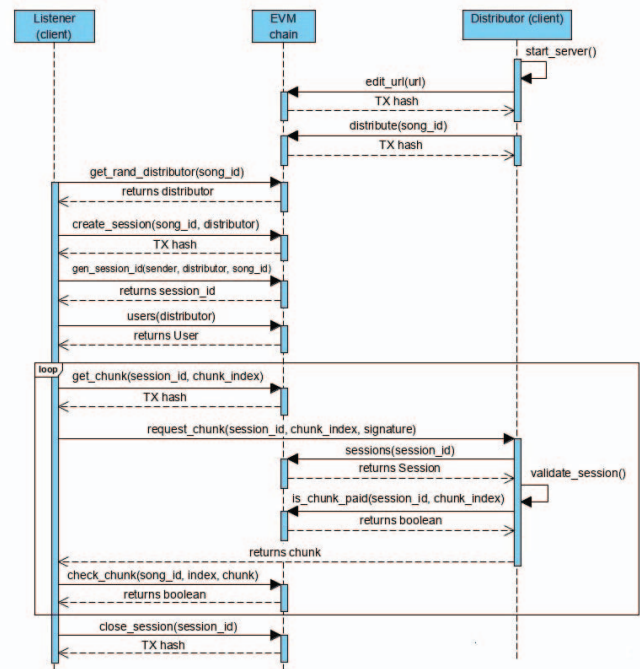 Listener
(client)
EVM
chain
Distributor (client)
start_server()
edit_url(url)
TX hash
distribute(song_id)
TX hash
get_rand_distributor(song_id)
returns distributor
create_session(song_id, distributor)
TX hash
gen_session_id(sender, distributor, song_id)
returns session_id
users(distributor)
returns User
loop
get_chunk(session_id, chunk_index)
TX hash
request_chunk(session_id, chunk_index, signature)
sessions(session_id)
returns Session
validate_session()
is_chunk_paid(session_id, chunk_index)
returns boolean
returns chunk
check_chunk(song_id, index, chunk)
returns boolean
close_session(session_id)
TX hash